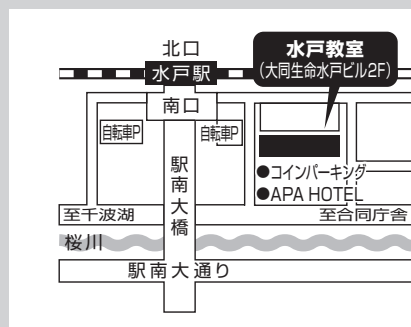 北口
水戸教室
(大同生命水戸ビル2F)
水戸駅
南口
自転車P
自転車P
駅南大橋
●コインパーキング
●APA HOTEL
至千波湖
至合同庁舎
桜川
駅南大通り